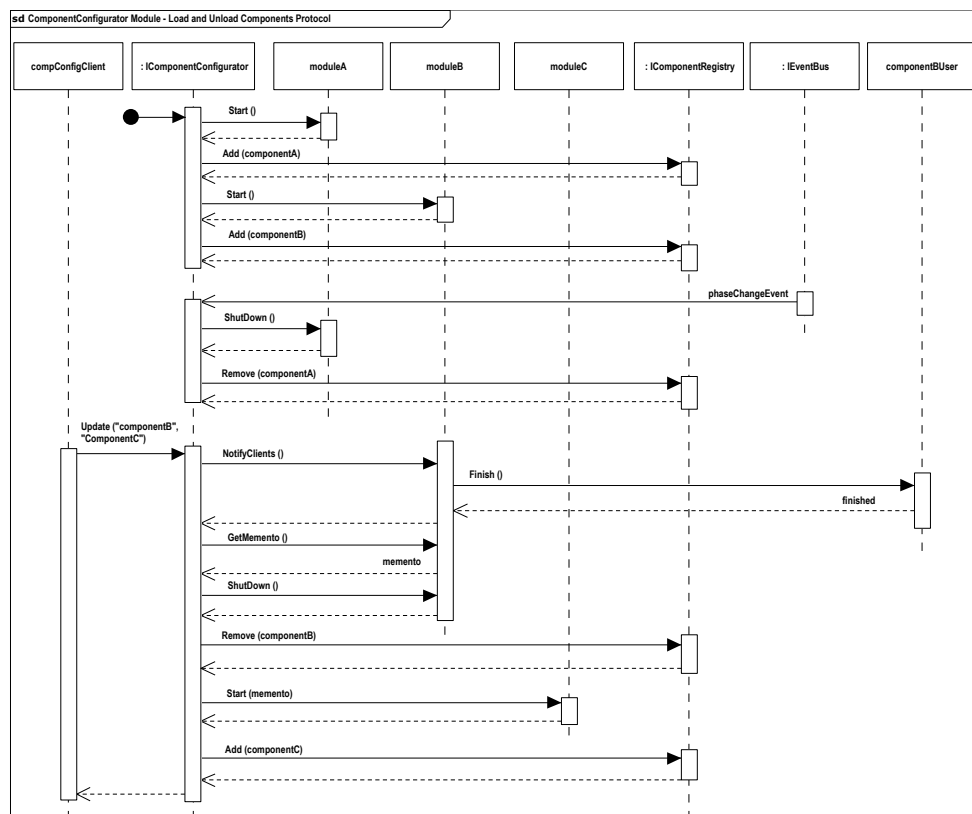 sd ComponentConfigurator Module - Load and Unload Components Protocol
compConfigClient
: IComponentConfigurator
moduleA
moduleB
moduleC
: IComponentRegistry
: IEventBus
componentBUser
Start ()
Add (componentA)
Start ()
Add (componentB)
phaseChangeEvent
ShutDown ()
Remove (componentA)
Update ("componentB",
"ComponentC")
NotifyClients ()
Finish ()
finished
GetMemento ()
memento
ShutDown ()
Remove (componentB)
Start (memento)
Add (componentC)